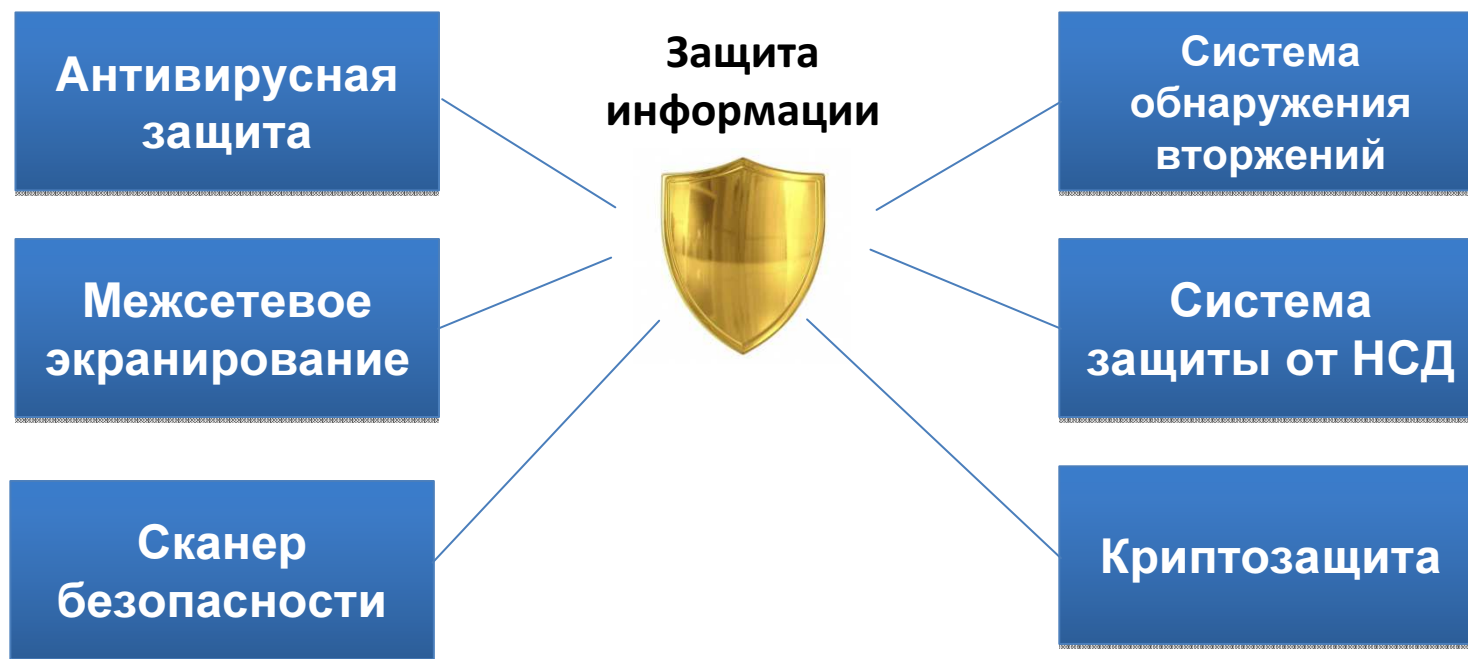 Защита
информации
Антивирусная
защита
Межсетевое
экранирование
Сканер
безопасности
Система
обнаружения
вторжений
Система
защиты от НСД
Криптозащита